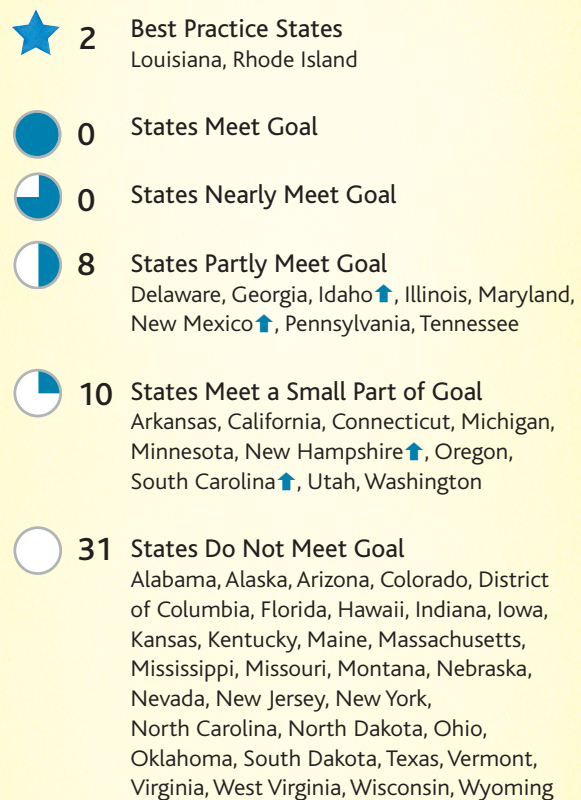 2 Best Practice States
Louisiana, Rhode Island
0 States Meet Goal
0 States Nearly Meet Goal
8 States Partly Meet Goal
Delaware, Georgia, Idaho⬆, Illinois, Maryland,
New Mexico⬆, Pennsylvania, Tennessee
10 States Meet a Small Part of Goal
Arkansas, California, Connecticut, Michigan,
Minnesota, New Hampshire⬆, Oregon,
South Carolina⬆, Utah, Washington
31 States Do Not Meet Goal
Alabama, Alaska, Arizona, Colorado, District
of Columbia, Florida, Hawaii, Indiana, Iowa,
Kansas, Kentucky, Maine, Massachusetts,
Mississippi, Missouri, Montana, Nebraska,
Nevada, New Jersey, New York,
North Carolina, North Dakota, Ohio,
Oklahoma, South Dakota, Texas, Vermont,
Virginia, West Virginia, Wisconsin, Wyoming